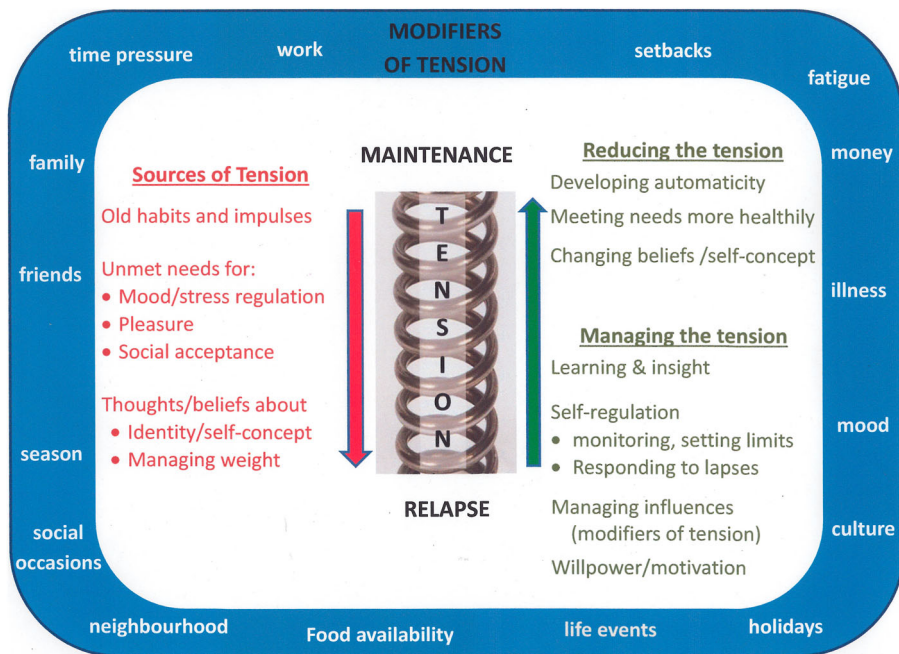 MODIFIERS
OF TENSION
time pressure
work
setbacks
fatigue
family
money
friends
illness
season
mood
social
occasions
culture
neighbourhood
Food availability
life events
holidays
MAINTENANCE
Sources of Tension
Old habits and impulses
Unmet needs for:
• Mood/stress regulation
• Pleasure
• Social acceptance
Thoughts/beliefs about
• Identity/self-concept
• Managing weight
TENSION
RELAPSE
Reducing the tension
Developing automaticity
Meeting needs more healthily
Changing beliefs /self-concept
Managing the tension
Learning & insight
Self-regulation
• monitoring, setting limits
• Responding to lapses
Managing influences
(modifiers of tension)
Willpower/motivation